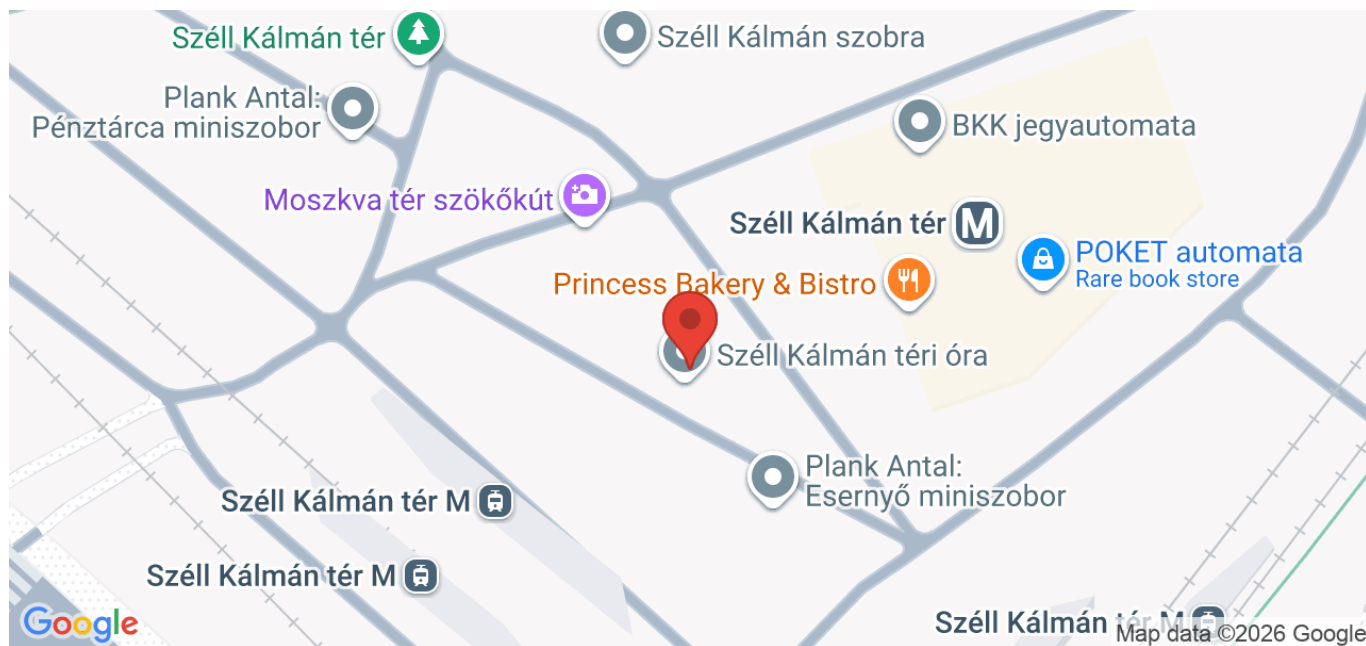 Széll Kálmán tér
Széll Kálmán szobra
Plank Antal:
Pénztárca miniszobor
BKK jegyautomata
Moszkva tér szökőkút
Széll Kálmán tér
M
POKET automata
Rare book store
Princess Bakery & Bistro
Széll Kálmán téri óra
Plank Antal:
Esernyő miniszobor
Széll Kálmán tér M
Széll Kálmán tér M
Széll Kálmán tér M
Google
Map data ©2026 Google